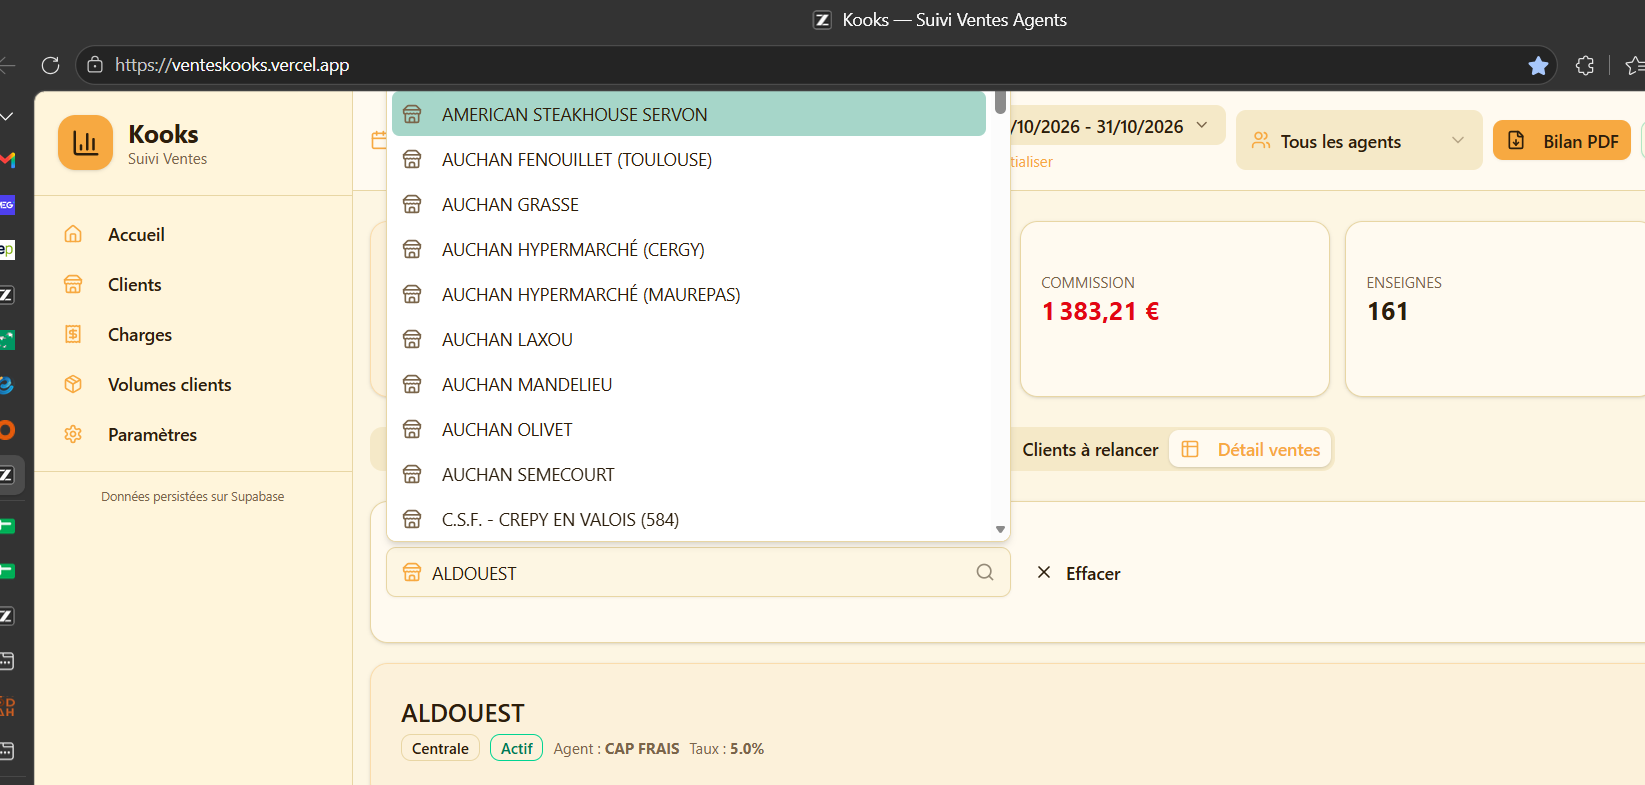 Kooks — Suivi Ventes Agents
https://venteskooks.vercel.app
Kooks
Suivi Ventes
Accueil
Clients
Charges
Volumes clients
Paramètres
Données persistées sur Supabase
AMERICAN STEAKHOUSE SERVON
AUCHAN FENOUILLET (TOULOUSE)
AUCHAN GRASSE
AUCHAN HYPERMARCHÉ (CERGY)
AUCHAN HYPERMARCHÉ (MAUREPAS)
AUCHAN LAXOU
AUCHAN MANDELIEU
AUCHAN OLIVET
AUCHAN SEMECOURT
C.S.F. - CREPY EN VALOIS (584)
/10/2026 - 31/10/2026
tialiser
Tous les agents
Bilan PDF
COMMISSION
1 383,21 €
ENSEIGNES
161
Clients à relancer
Détail ventes
ALDOUEST
Effacer
ALDOUEST
Centrale
Actif
Agent : CAP FRAIS
Taux : 5.0%